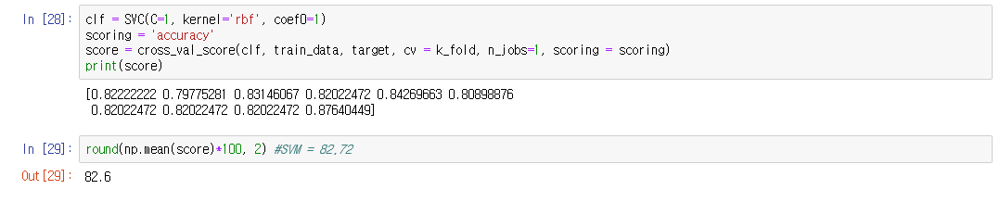 In [28]: clf = SVC(C=1, kernel='rbf', coef0=1)
scoring = 'accuracy'
score = cross_val_score(clf, train_data, target, cv = k_fold, n_jobs=1, scoring = scoring)
print(score)
[0.82222222 0.79775281 0.83146067 0.82022472 0.84269663 0.80898876
0.82022472 0.82022472 0.82022472 0.87640449]
In [29]: round(np.mean(score)*100, 2) #SVM = 82.72
Out[29]: 82.6